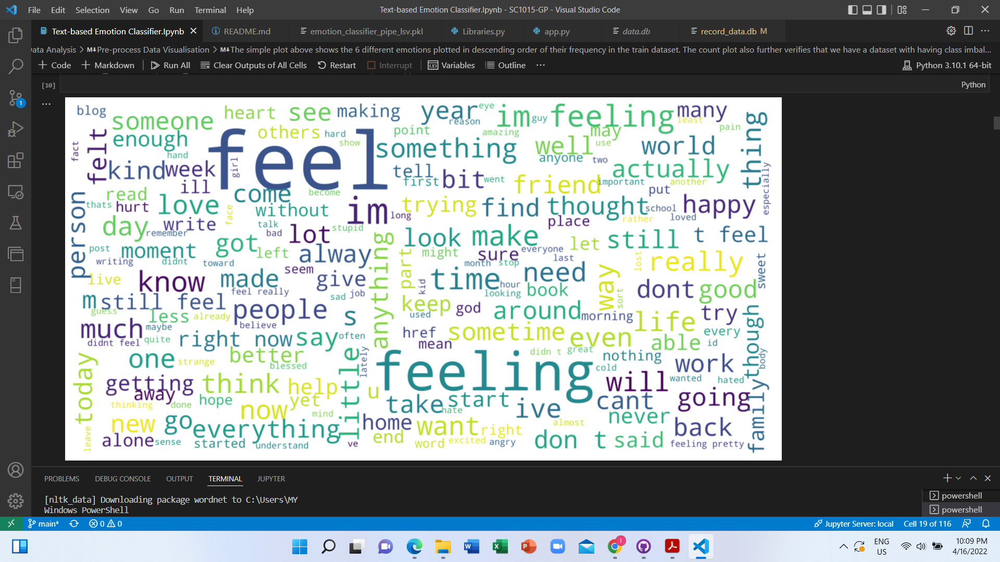 File Edit Selection View Go Run Terminal Help
Text-based Emotion Classifier.Ipynb - SC1015-GP - Visual Studio Code
Text-based Emotion Classifier.Ipynb
README.md
emotion_classifier_pipe_lsv.pkl
Libraries.py
app.py
data.db
record_data.db M
Data Analysis > Pre-process Data Visualisation > The simple plot above shows the 6 different emotions plotted in descending order of their frequency in the train dataset. The count plot also further verifies that we have a dataset with having class imbal...
Code Markdown Run All Clear Outputs of All Cells Restart Interrupt Variables Outline ...
Python 3.10.1 64-bit
[10]
Python
blog someone heart see making year eye im feeling many
reason guy least thing
felt enough others hard point amazing may pain
fact hand show something well use world
kind week girl feel tell anyone two actually especially
ill first bit went friend important another
person read come become put
thats hurt love face without im long trying find thought school happy
day write talk stupid place rather loved
remember bad lot look make let still t feel
post moment got left alway anything might sure everyone
writing didnt toward seem part month stop last lost really sweet
live know made give time hour need way
feel really kid looking book dont good
m still feel sad job keep god around sort
guess less already people s used morning life try
much maybe believe href sometime even every though
didnt feel quite right now say often mean able id
today one strange better little lately didn t great nothing work body
blessed feeling cold
getting think help u will wanted hated
away hope yet take start ive cant going family
thinking done now mind hate never
new go everything home want right almost back
leave alone sense started understand ve end word excited angry don t said feeling pretty
PROBLEMS DEBUG CONSOLE OUTPUT TERMINAL JUPYTER
[nltk_data] Downloading package wordnet to C:\Users\MY
Windows PowerShell
powershell
powershell
1
main* 0 0
Jupyter Server: local Cell 19 of 116
ENG
US
10:09 PM
4/16/2022